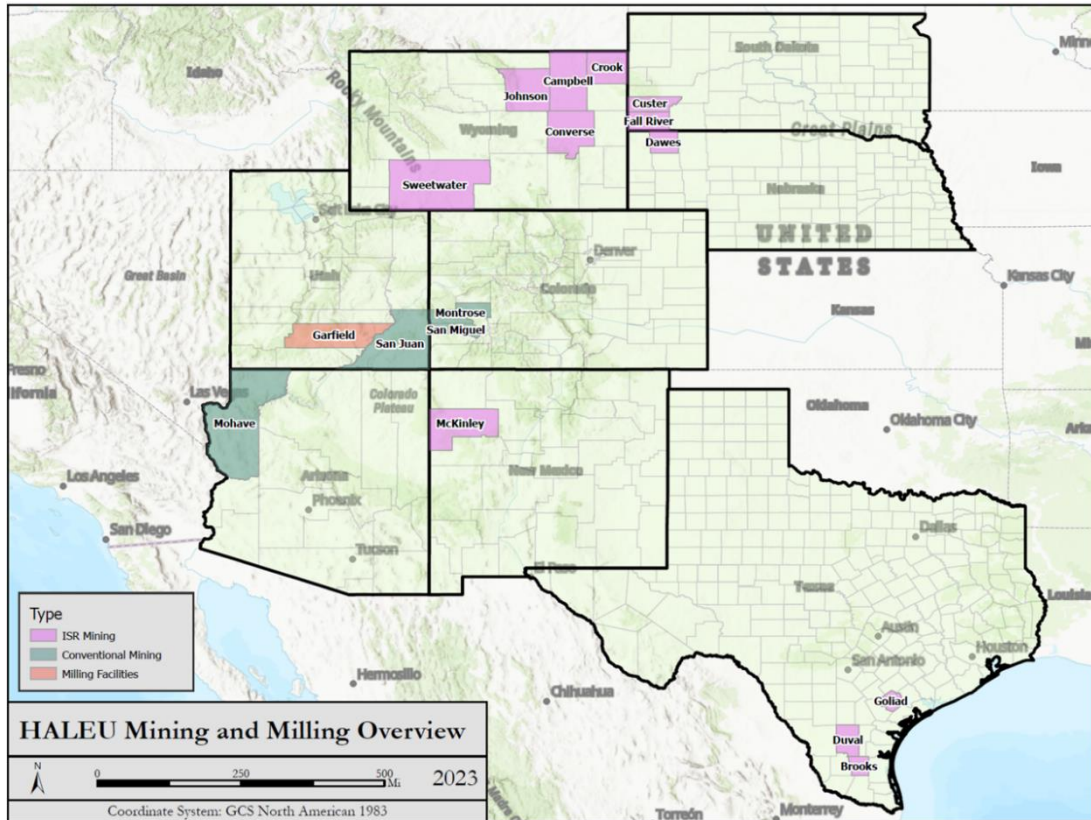 South Dakota
Minn
Idaho
Rocky Mountains
Crook
Campbell
Johnson
Custer
Wyoming
Fall River
Great Plains
Converse
Dawes
Iowa
Sweetwater
Nebraska
Salt Lake City
UNITED
STATES
Denver
Great Basin
Utah
Colorado
Kansas City
Montrose
Kansas
Garfield
San Miguel
San Juan
Fresno
Las Vegas
lifornia
Colorado
Plateau
Oklahoma
Mohave
McKinley
Oklahoma City
Arka
Los Angeles
Arizona
New Mexico
Phoenix
San Diego
Dallas
Tucson
El Paso
Texas
Louisi
Type
ISR Mining
Conventional Mining
Milling Facilities
Austin
Houston
San Antonio
Hermosillo
Chihuahua
Goliad
Duval
Brooks
HALEU Mining and Milling Overview
N
0 250 500
Mi
2023
Coordinate System: GCS North American 1983
Torreón
Monterrey